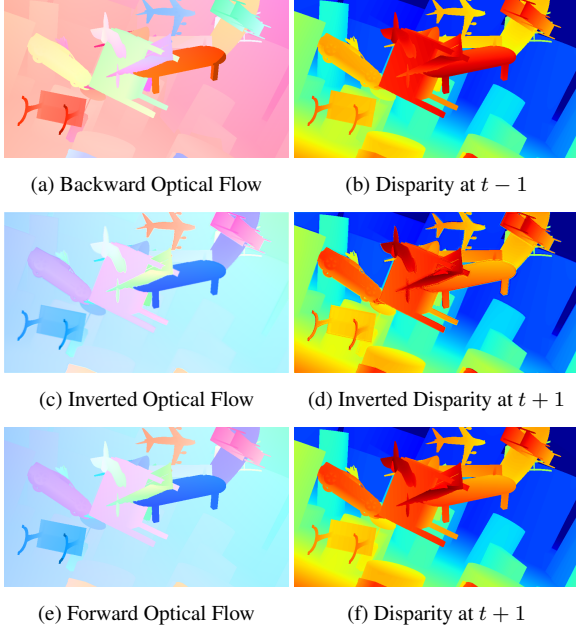 (a) Backward Optical Flow
(b) Disparity at t − 1
(c) Inverted Optical Flow
(d) Inverted Disparity at t + 1
(e) Forward Optical Flow
(f) Disparity at t + 1